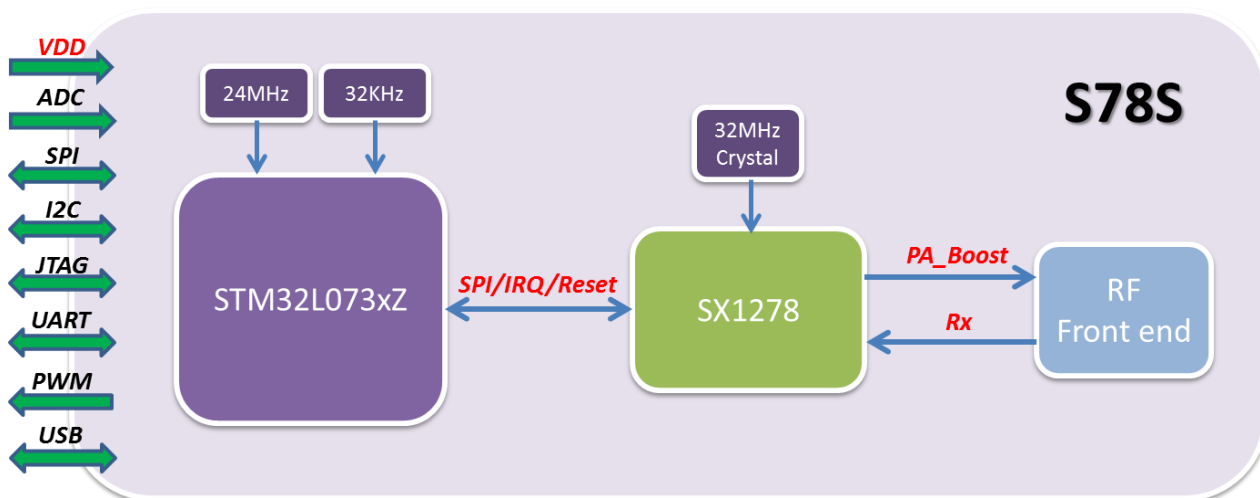 VDD
ADC
SPI
I2C
JTAG
UART
PWM
USB
24MHz
32KHz
STM32L073xZ
SPI/IRQ/Reset
32MHz
Crystal
SX1278
PA_Boost
Rx
RF
Front end
S78S